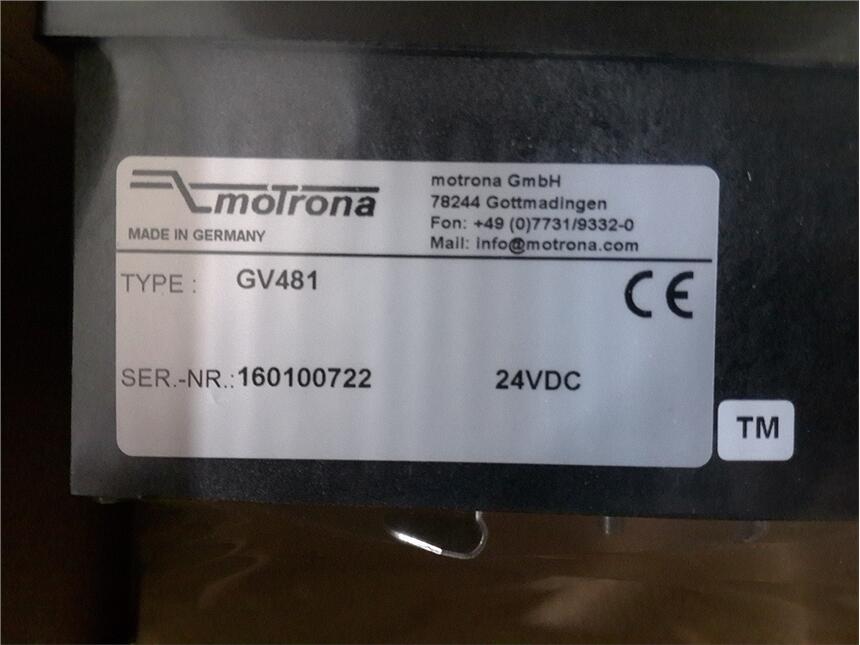 motrona
MADE IN GERMANY
motrona GmbH
78244 Gottmadingen
Fon: +49 (0)7731/9332-0
Mail: info@motrona.com
TYPE : GV481
CE
SER.-NR.:160100722 24VDC
TM